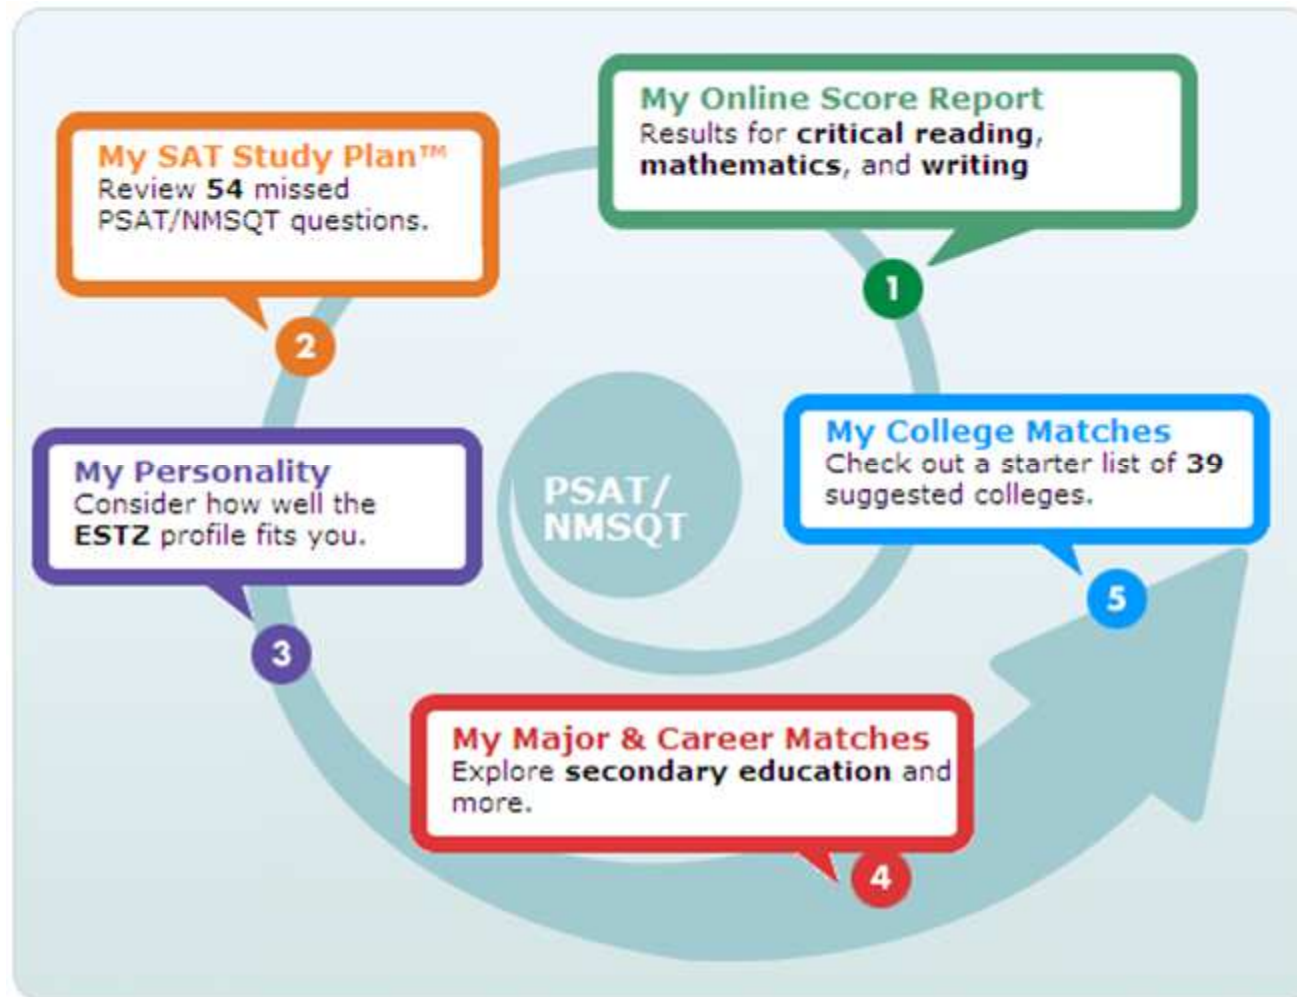 My Online Score Report
Results for critical reading,
mathematics, and writing
1
My SAT Study Plan™
Review 54 missed
PSAT/NMSQT questions.
2
My Personality
Consider how well the
ESTZ profile fits you.
3
My Major & Career Matches
Explore secondary education and
more.
4
My College Matches
Check out a starter list of 39
suggested colleges.
5
PSAT/
NMSQT